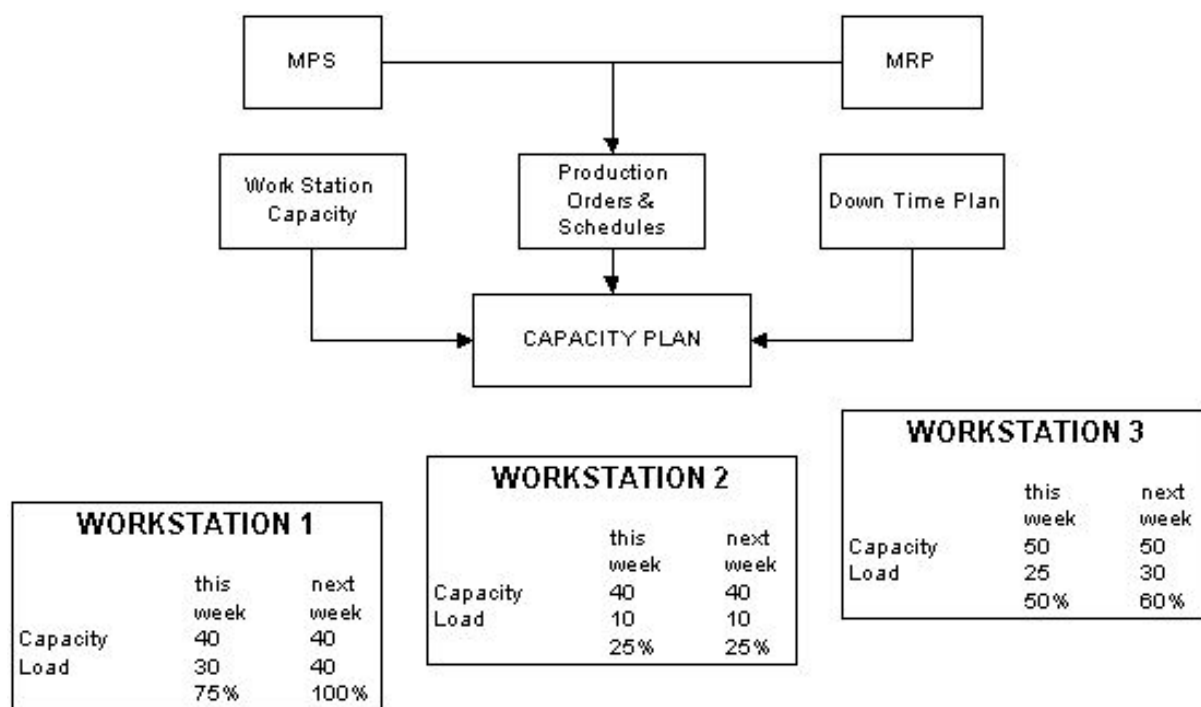 MPS
MRP
Work Station
Capacity
Production
Orders &
Schedules
Down Time Plan
CAPACITY PLAN
WORKSTATION 1
this next
week week
Capacity 40 40
Load 30 40
75% 100%
WORKSTATION 2
this next
week week
Capacity 40 40
Load 10 10
25% 25%
WORKSTATION 3
this next
week week
Capacity 50 50
Load 25 30
50% 60%